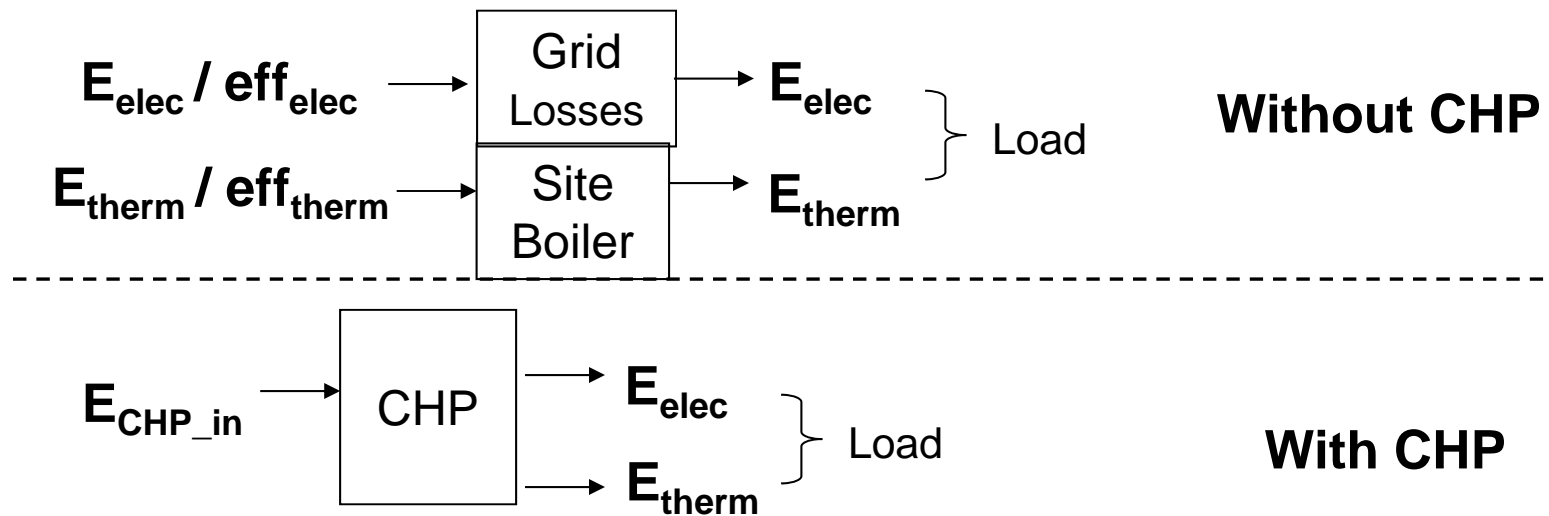 E_elec / eff_elec
Grid
Losses
E_elec
Load
Without CHP
E_therm / eff_therm
Site
Boiler
E_therm
E_CHP_in
CHP
E_elec
Load
E_therm
With CHP